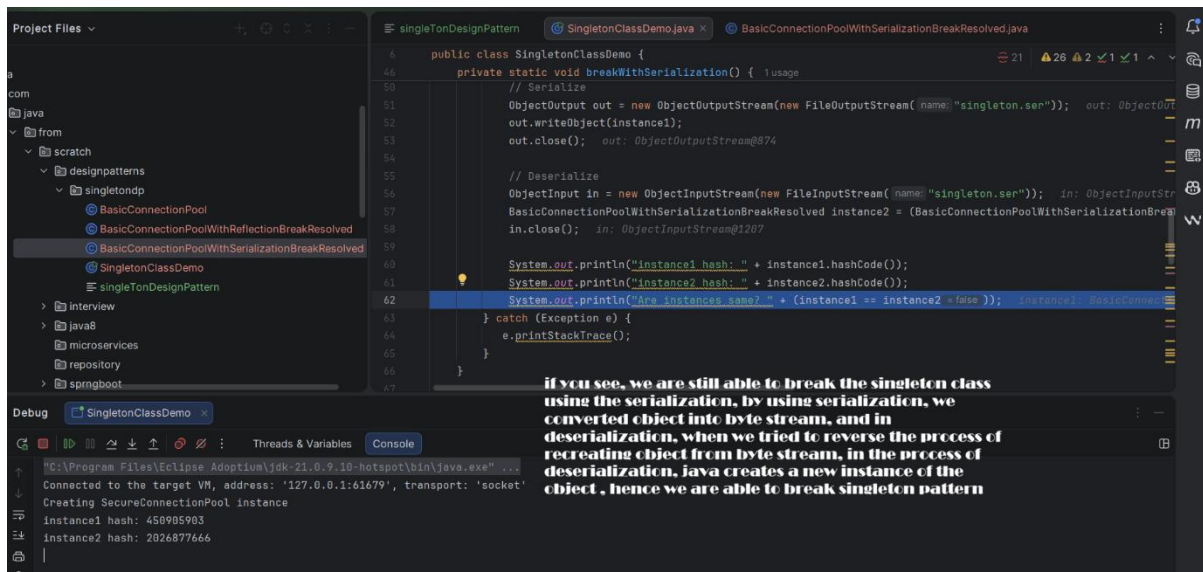 Project Files
a
com
java
from
scratch
designpatterns
singletondp
BasicConnectionPool
BasicConnectionPoolWithReflectionBreakResolved
BasicConnectionPoolWithSerializationBreakResolved
SingletonClassDemo
singleTonDesignPattern
interview
java8
microservices
repository
sprngboot
singleTonDesignPattern
SingletonClassDemo.java
BasicConnectionPoolWithSerializationBreakResolved.java
21 26 2 1 1
6 public class SingletonClassDemo {
46 private static void breakWithSerialization() { 1 usage
50 // Serialize
51 ObjectOutput out = new ObjectOutputStream(new FileOutputStream( name: "singleton.ser")); out: ObjectOut
52 out.writeObject(instance1);
53 out.close(); out: ObjectOutputStream@874
54
55 // Deserialize
56 ObjectInput in = new ObjectInputStream(new FileInputStream( name: "singleton.ser")); in: ObjectInputStr
57 BasicConnectionPoolWithSerializationBreakResolved instance2 = (BasicConnectionPoolWithSerializationBrea
58 in.close(); in: ObjectInputStream@1207
59
60 System.out.println("instance1 hash: " + instance1.hashCode());
61 System.out.println("instance2 hash: " + instance2.hashCode());
62 System.out.println("Are instances same? " + (instance1 == instance2 = false )); instance1: BasicConnect
63 } catch (Exception e) {
64 e.printStackTrace();
65 }
66 }
67
if you see, we are still able to break the singleton class
using the serialization, by using serialization, we
converted object into byte stream, and in
deserialization, when we tried to reverse the process of
recreating object from byte stream, in the process of
deserialization, java creates a new instance of the
object , hence we are able to break singleton pattern
Debug SingletonClassDemo
Threads & Variables Console
"C:\Program Files\Eclipse Adoptium\jdk-21.0.9.10-hotspot\bin\java.exe" ...
Connected to the target VM, address: '127.0.0.1:61679', transport: 'socket'
Creating SecureConnectionPool instance
instance1 hash: 450905903
instance2 hash: 2026877666